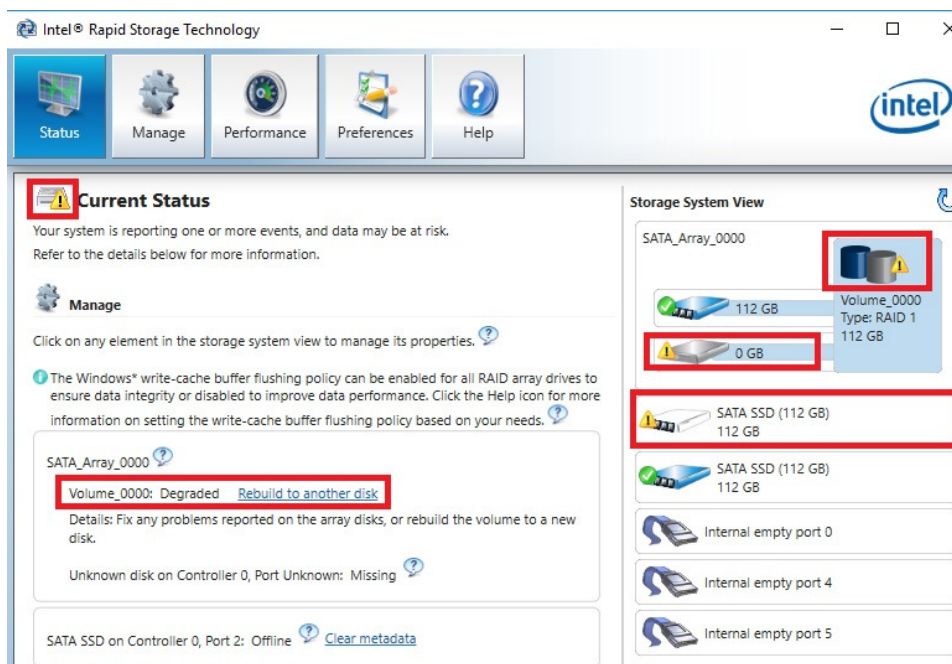 Intel® Rapid Storage Technology
Status
Manage
Performance
Preferences
Help
intel
Current Status
Your system is reporting one or more events, and data may be at risk.
Refer to the details below for more information.
Manage
Click on any element in the storage system view to manage its properties.
The Windows* write-cache buffer flushing policy can be enabled for all RAID array drives to
ensure data integrity or disabled to improve data performance. Click the Help icon for more
information on setting the write-cache buffer flushing policy based on your needs.
SATA_Array_0000
Volume_0000: Degraded Rebuild to another disk
Details: Fix any problems reported on the array disks, or rebuild the volume to a new
disk.
Unknown disk on Controller 0, Port Unknown: Missing
SATA SSD on Controller 0, Port 2: Offline Clear metadata
Storage System View
SATA_Array_0000
112 GB
0 GB
Volume_0000
Type: RAID 1
112 GB
SATA SSD (112 GB)
112 GB
SATA SSD (112 GB)
112 GB
Internal empty port 0
Internal empty port 4
Internal empty port 5